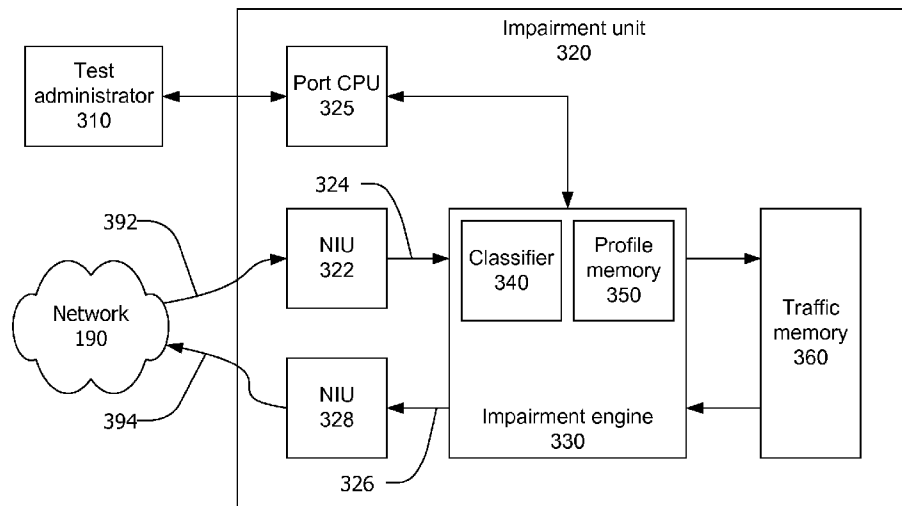 Impairment unit
320
Test
administrator
310
Port CPU
325
324
392
NIU
322
Classifier
340
Profile
memory
350
Network
190
Traffic
memory
360
394
NIU
328
326
Impairment engine
330